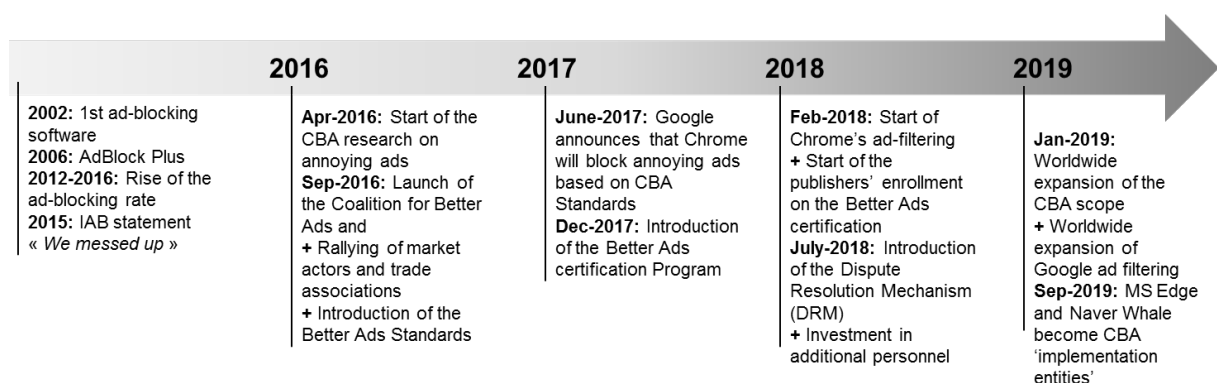 2016
2017
2018
2019
2002: 1st ad-blocking
software
2006: AdBlock Plus
2012-2016: Rise of the
ad-blocking rate
2015: IAB statement
« We messed up »
Apr-2016: Start of the
CBA research on
annoying ads
Sep-2016: Launch of
the Coalition for Better
Ads and
+ Rallying of market
actors and trade
associations
+ Introduction of the
Better Ads Standards
June-2017: Google
announces that Chrome
will block annoying ads
based on CBA
Standards
Dec-2017: Introduction
of the Better Ads
certification Program
Feb-2018: Start of
Chrome's ad-filtering
+ Start of the
publishers' enrollment
on the Better Ads
certification
July-2018: Introduction
of the Dispute
Resolution Mechanism
(DRM)
+ Investment in
additional personnel
Jan-2019:
Worldwide
expansion of the
CBA scope
+ Worldwide
expansion of
Google ad filtering
Sep-2019: MS Edge
and Naver Whale
become CBA
'implementation
entities'